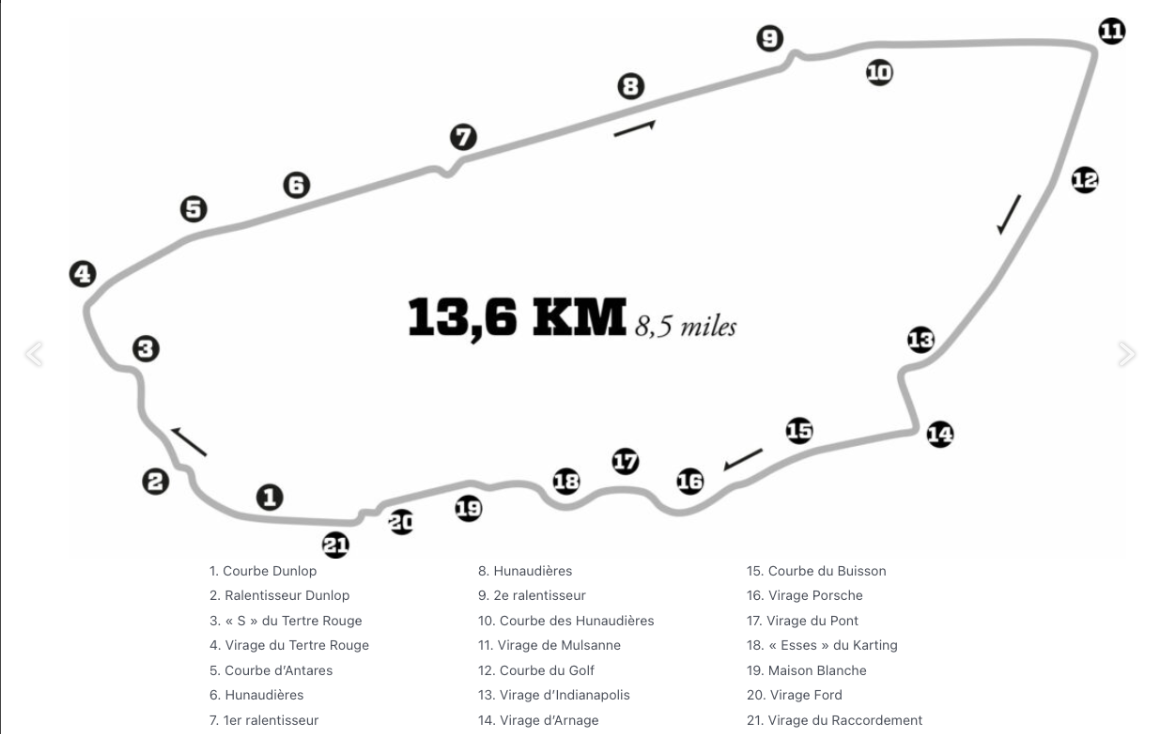 11
9
10
8
7
12
6
5
4
13,6 KM 8,5 miles
13
3
15
14
17
2
18
16
1
19
20
21
1. Courbe Dunlop
2. Ralentisseur Dunlop
3. « S » du Tertre Rouge
4. Virage du Tertre Rouge
5. Courbe d’Antares
6. Hunaudières
7. 1er ralentisseur
8. Hunaudières
9. 2e ralentisseur
10. Courbe des Hunaudières
11. Virage de Mulsanne
12. Courbe du Golf
13. Virage d’Indianapolis
14. Virage d’Arnage
15. Courbe du Buisson
16. Virage Porsche
17. Virage du Pont
18. « Esses » du Karting
19. Maison Blanche
20. Virage Ford
21. Virage du Raccordement